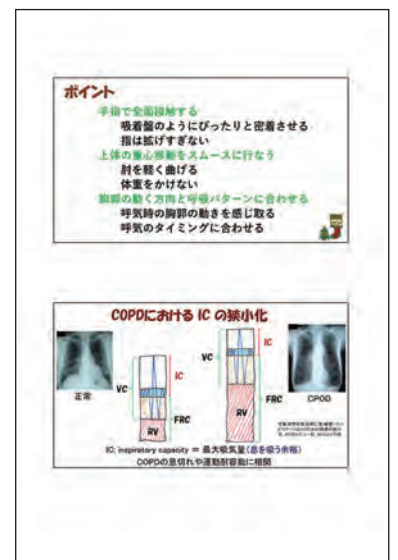 ポイント
手指で全面接触する
吸着盤のようにぴったりと密着させる
指は拡げすぎない
上体の重心移動をスムースに行なう
肘を軽く曲げる
体重をかけない
胸郭の動く方向と呼吸パターンに合わせる
呼気時の胸郭の動きを感じ取る
呼気のタイミングに合わせる
COPDにおける IC の狭小化
正常
VC
IC
FRC
RV
VC
IC
FRC
RV
CPOD
IC; inspiratory capacity = 最大吸気量(息を吸う余裕)
COPDの息切れや運動耐容能に相関